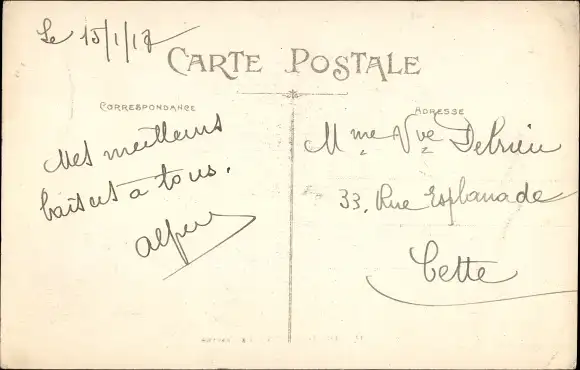 Le 15/1/17
CARTE POSTALE
CORRESPONDANCE
Mes meilleurs
baisers a tous.
ADRESSE
Mme Vve Delrieu
33, Rue Esplanade
Cette